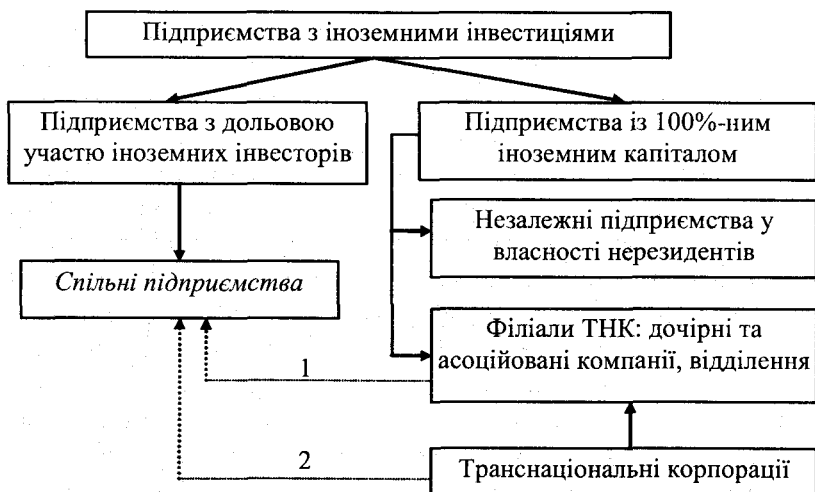 Підприємства з іноземними інвестиціями
Підприємства з дольовою
участю іноземних інвесторів
Підприємства із 100%-ним
іноземним капіталом
Незалежні підприємства у
власності нерезидентів
Спільні підприємства
Філіали ТНК: дочірні та
асоційовані компанії, відділення
1
2
Транснаціональні корпорації